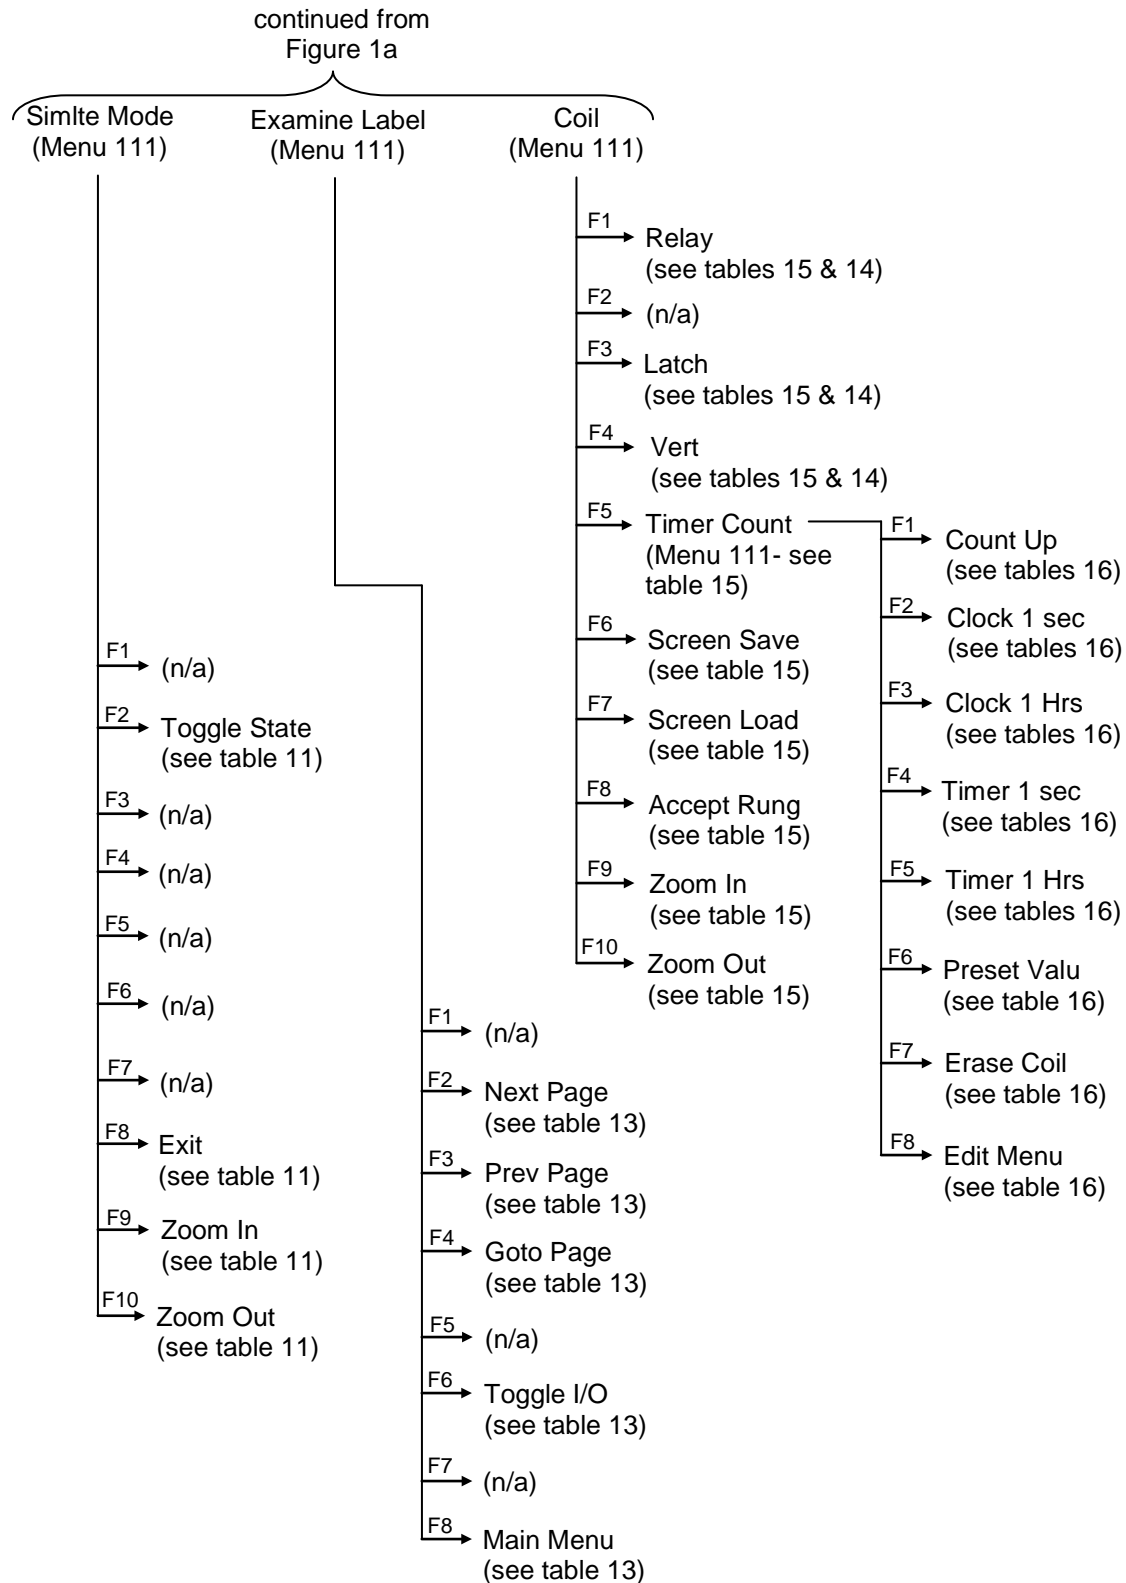 continued from
Figure 1a
Simlte Mode
(Menu 111)
Examine Label
(Menu 111)
Coil
(Menu 111)
F1
(n/a)
F2
Toggle State
(see table 11)
F3
(n/a)
F4
(n/a)
F5
(n/a)
F6
(n/a)
F7
(n/a)
F8
Exit
(see table 11)
F9
Zoom In
(see table 11)
F10
Zoom Out
(see table 11)
F1
(n/a)
F2
Next Page
(see table 13)
F3
Prev Page
(see table 13)
F4
Goto Page
(see table 13)
F5
(n/a)
F6
Toggle I/O
(see table 13)
F7
(n/a)
F8
Main Menu
(see table 13)
F1
Relay
(see tables 15 & 14)
F2
(n/a)
F3
Latch
(see tables 15 & 14)
F4
Vert
(see tables 15 & 14)
F5
Timer Count
(Menu 111- see
table 15)
F6
Screen Save
(see table 15)
F7
Screen Load
(see table 15)
F8
Accept Rung
(see table 15)
F9
Zoom In
(see table 15)
F10
Zoom Out
(see table 15)
F1
Count Up
(see tables 16)
F2
Clock 1 sec
(see tables 16)
F3
Clock 1 Hrs
(see tables 16)
F4
Timer 1 sec
(see tables 16)
F5
Timer 1 Hrs
(see tables 16)
F6
Preset Valu
(see table 16)
F7
Erase Coil
(see table 16)
F8
Edit Menu
(see table 16)